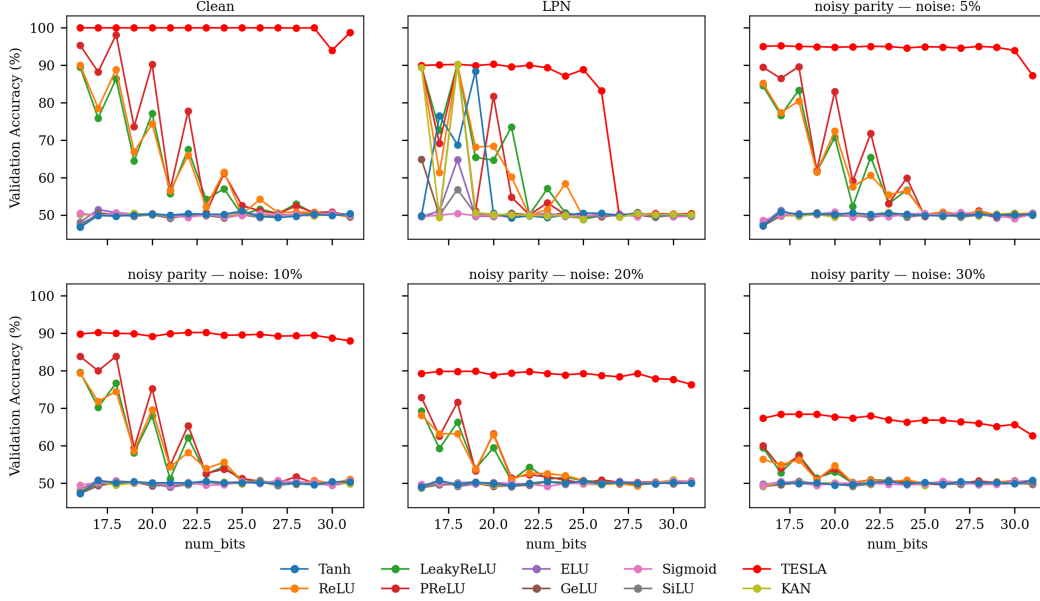 Clean
LPN
noisy parity — noise: 5%
Validation Accuracy (%)
100
90
80
70
60
50
noisy parity — noise: 10%
noisy parity — noise: 20%
noisy parity — noise: 30%
Validation Accuracy (%)
100
90
80
70
60
50
17.5 20.0 22.5 25.0 27.5 30.0
17.5 20.0 22.5 25.0 27.5 30.0
17.5 20.0 22.5 25.0 27.5 30.0
num_bits
num_bits
num_bits
Tanh LeakyReLU ELU Sigmoid TESLA
ReLU PReLU GeLU SiLU KAN